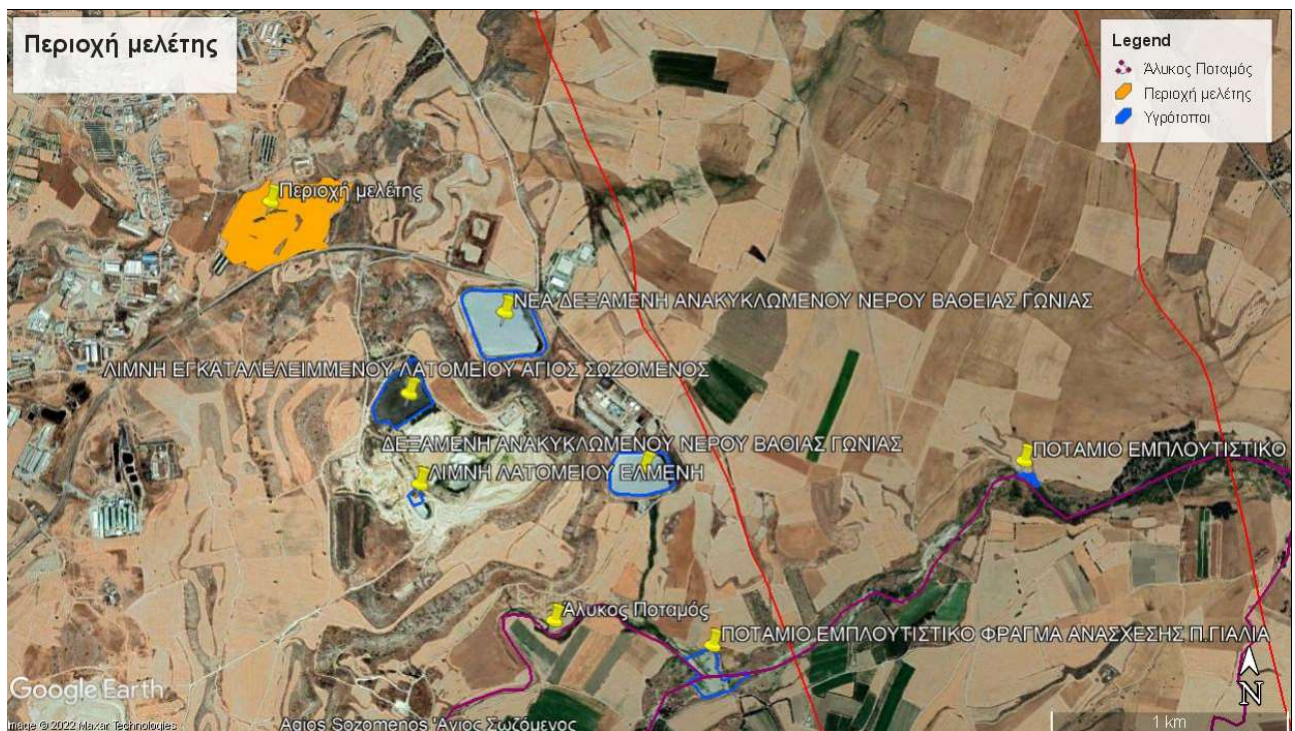 Περιοχή μελέτης
Legend
Άλυκος Ποταμός
Περιοχή μελέτης
Υγρότοποι
Περιοχή μελέτης
ΝΕΑ ΔΕΞΑΜΕΝΗ ΑΝΑΚΥΚΛΩΜΕΝΟΥ ΝΕΡΟΥ ΒΑΘΕΙΑΣ ΓΩΝΙΑΣ
ΛΙΜΝΗ ΕΓΚΑΤΑΛΕΛΕΙΜΜΕΝΟΥ ΛΑΤΟΜΕΙΟΥ ΑΓΙΟΣ ΣΩΖΟΜΕΝΟΣ
ΔΕΞΑΜΕΝΗ ΑΝΑΚΥΚΛΩΜΕΝΟΥ ΝΕΡΟΥ ΒΑΘΙΑΣ ΓΩΝΙΑΣ
ΠΟΤΑΜΙΟ ΕΜΠΛΟΥΤΙΣΤΙΚΟ
ΛΙΜΝΗ ΛΑΤΟΜΕΙΟΥ ΕΛΜΕΝΗ
Άλυκος Ποταμός
ΠΟΤΑΜΙΟ ΕΜΠΛΟΥΤΙΣΤΙΚΟ ΦΡΑΓΜΑ ΑΝΑΣΧΕΣΗΣ Π.ΓΙΑΛΙΑ
Google Earth
N
Image © 2022 Maxar Technologies
Agios Sozomenos Άγιος Σωζόμενος
1 km